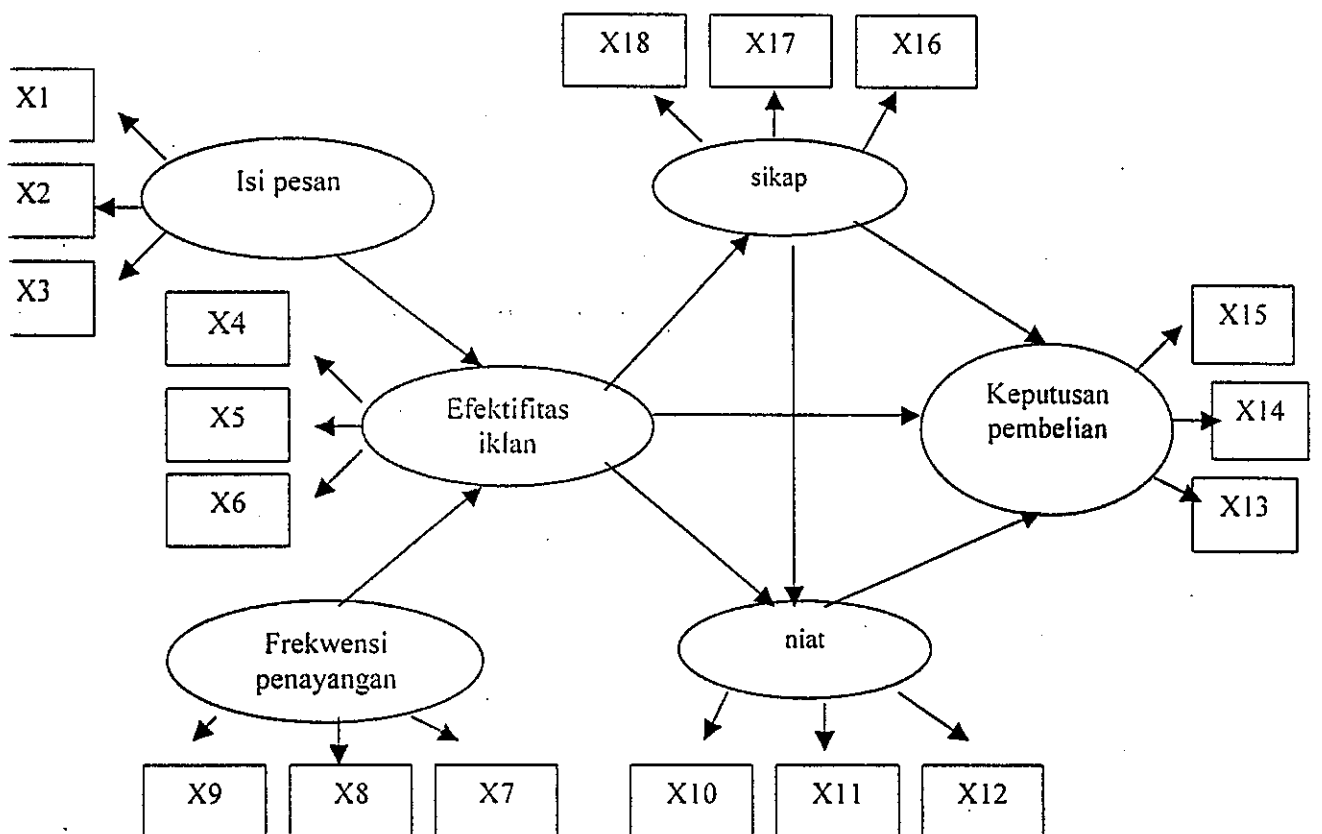 X18
X17
X16
X1
X2
X3
Isi pesan
sikap
X4
X5
X6
Efektifitas
iklan
Keputusan
pembelian
X15
X14
X13
Frekwensi
penayangan
niat
X9
X8
X7
X10
X11
X12